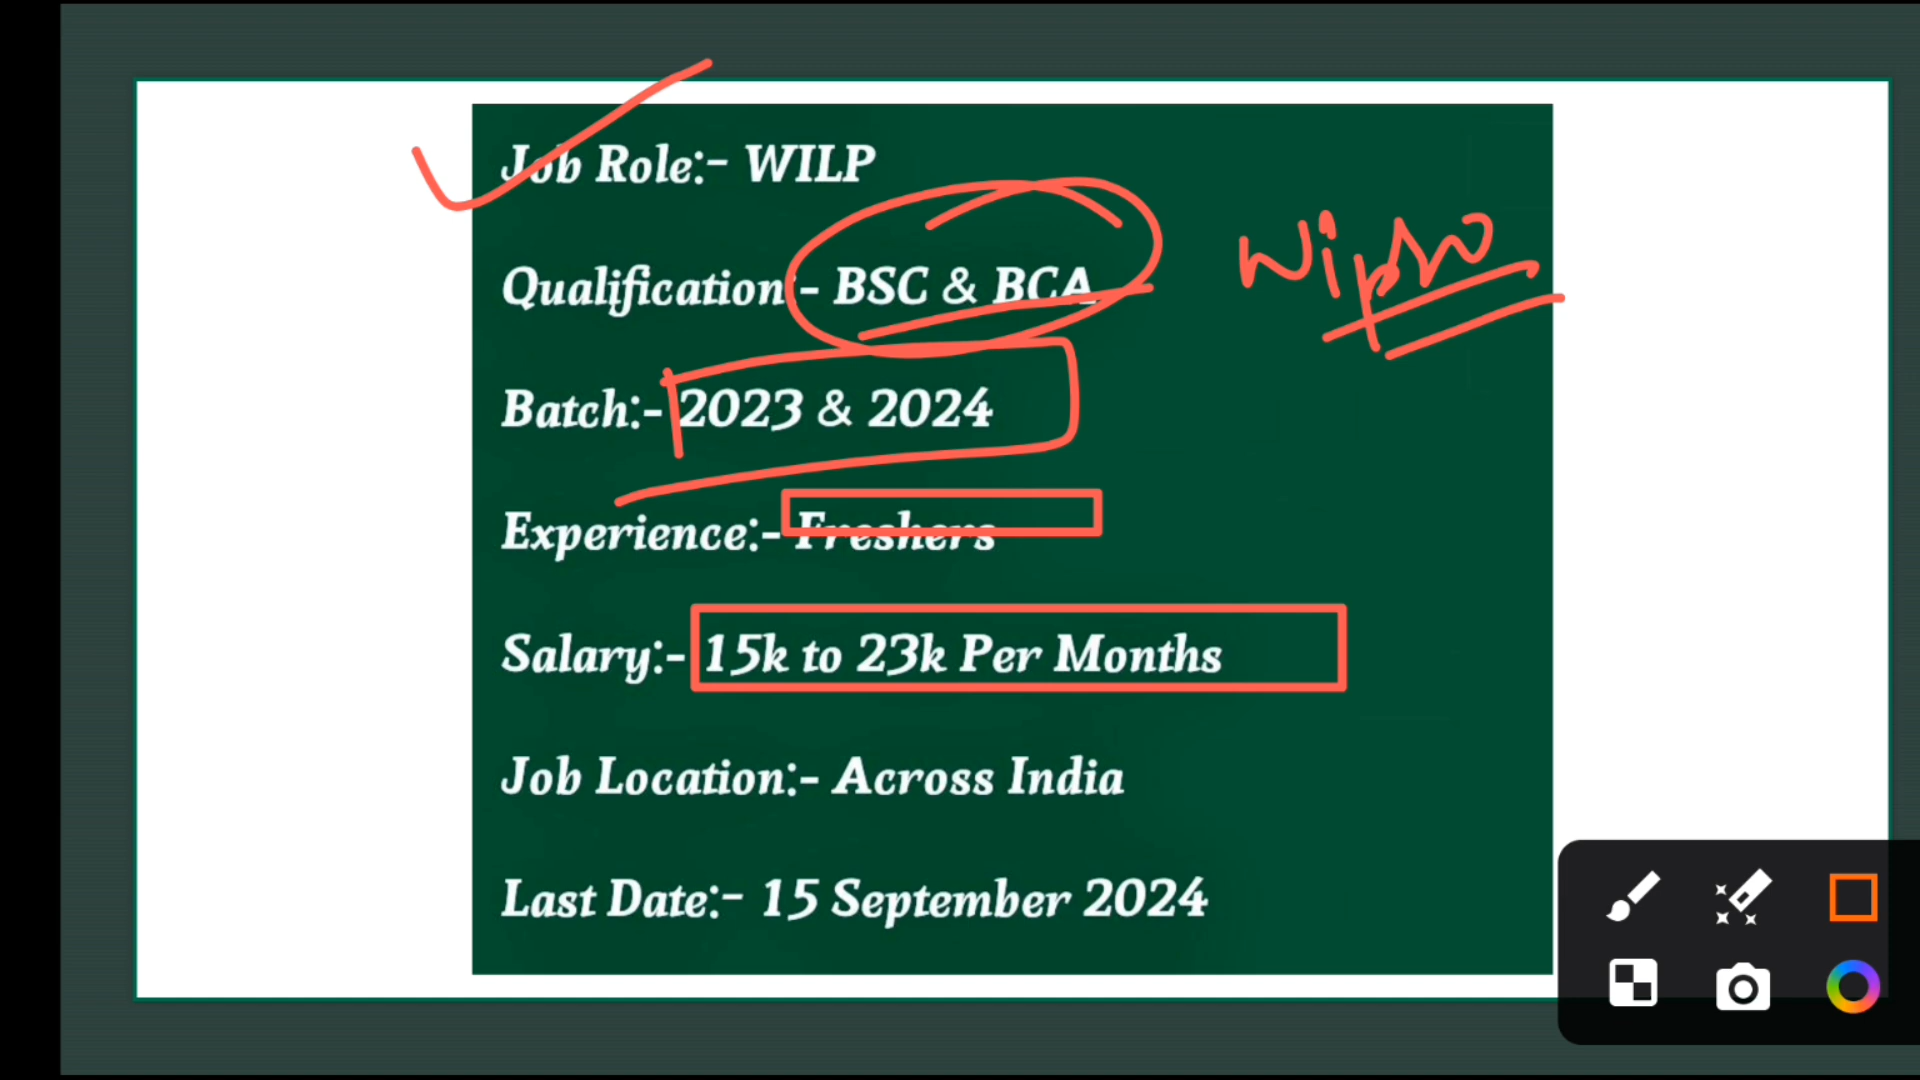 Job Role:- WILP
Qualification:- BSC & BCA
Wipro
Batch:- 2023 & 2024
Experience:- Freshers
Salary:- 15k to 23k Per Months
Job Location:- Across India
Last Date:- 15 September 2024